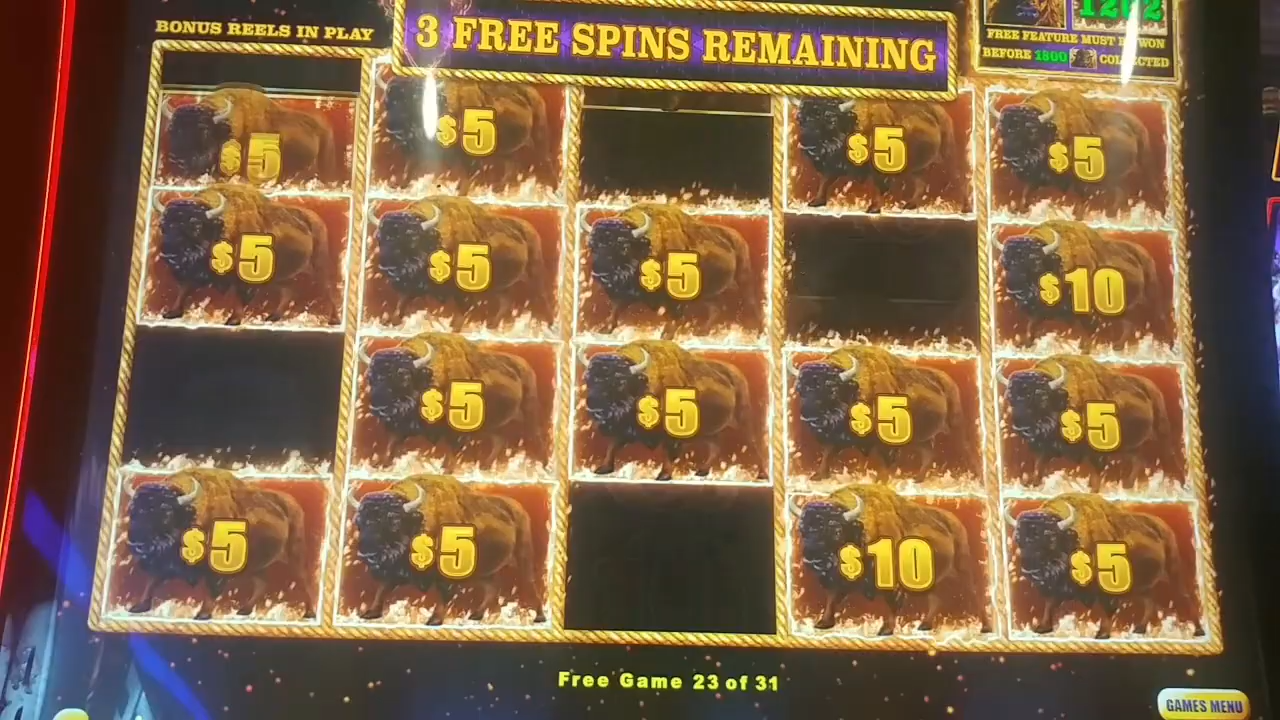 BONUS REELS IN PLAY
3 FREE SPINS REMAINING
1202
FREE FEATURE MUST BE WON
BEFORE 1800 COLLECTED
$5 $5 $5 $5
$5 $5 $5 $10
$5 $5 $5 $5
$5 $5 $10 $5
Free Game 23 of 31
GAMES MENU